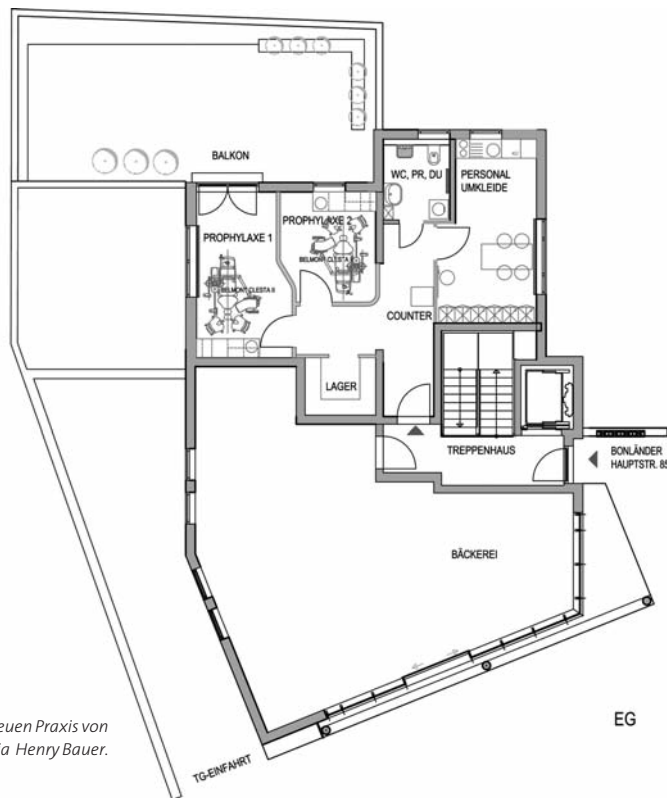 BALKON
WC, PR, DU
PERSONAL
UMKLEIDE
PROPHYLAXE 1
PROPHYLAXE 2
BELMONT CLESTA
BELMONT CLESTA II
COUNTER
LAGER
TREPPENHAUS
BONLÄNDER
HAUPTSTR. 85
BÄCKEREI
EG
euen Praxis von
a Henry Bauer.
TG-EINFAHRT